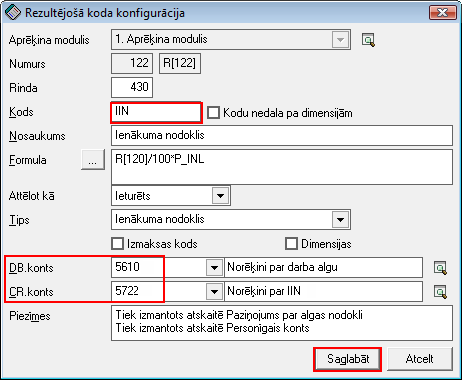 Rezultējošā koda konfigurācija
Aprēķina modulis 1. Aprēķina modulis
Numurs 122 R[122]
Rinda 430
Kods IIN Kodu nedala pa dimensijām
Nosaukums Ienākuma nodoklis
Formula ... R[120]/100*P_INL
Attēlot kā Ieturēts
Tips Ienākuma nodoklis
Izmaksas kods Dimensijas
DB.konts 5610 Norēķini par darba algu
CR.konts 5722 Norēķini par IIN
Piezīmes Tiek izmantots atskaitē Paziņojums par algas nodokli
Tiek izmantots atskaitē Personīgais konts
Saglabāt Atcelt